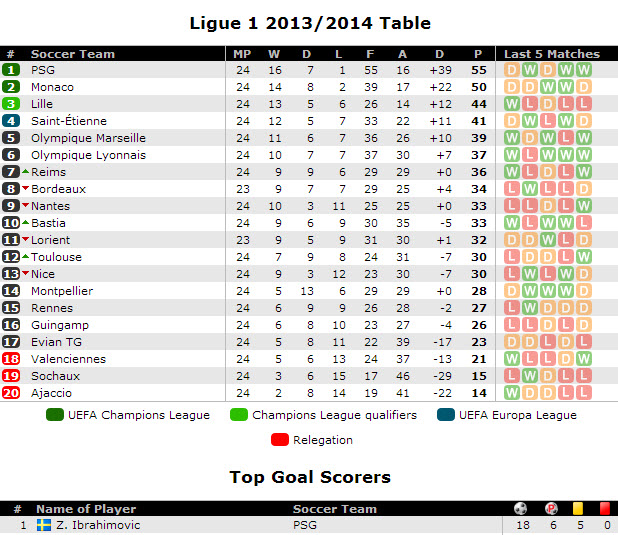 Ligue 1 2013/2014 Table
# Soccer Team MP W D L F A D P Last 5 Matches
1 PSG 24 16 7 1 55 16 +39 55 D W D W W
2 Monaco 24 14 8 2 39 17 +22 50 D D W W D
3 Lille 24 13 5 6 26 14 +12 44 W L D L L
4 Saint-Étienne 24 12 5 7 33 22 +11 41 D W L W D
5 Olympique Marseille 24 11 6 7 36 26 +10 39 W D W L W
6 Olympique Lyonnais 24 10 7 7 37 30 +7 37 W L W W W
7 Reims 24 9 9 6 29 29 +0 36 W L D L W
8 Bordeaux 23 9 7 7 29 25 +4 34 L W L L D
9 Nantes 24 10 3 11 25 25 +0 33 L L D L W
10 Bastia 24 9 6 9 30 35 -5 33 W L W W L
11 Lorient 23 9 5 9 31 30 +1 32 D D W L D
12 Toulouse 24 7 9 8 24 31 -7 30 L D D L W
13 Nice 24 9 3 12 23 30 -7 30 L W L W L
14 Montpellier 24 5 13 6 29 29 +0 28 D W W W D
15 Rennes 24 6 9 9 26 28 -2 27 L W D D D
16 Guingamp 24 6 8 10 23 27 -4 26 L L D D L
17 Evian TG 24 5 8 11 22 39 -17 23 D D L D L
18 Valenciennes 24 5 6 13 24 37 -13 21 W L L D W
19 Sochaux 24 3 6 15 17 46 -29 15 L W D L L
20 Ajaccio 24 2 8 14 19 41 -22 14 W D D L L
UEFA Champions League Champions League qualifiers UEFA Europa League
Relegation
Top Goal Scorers
# Name of Player Soccer Team P
1 Z. Ibrahimovic PSG 18 6 5 0